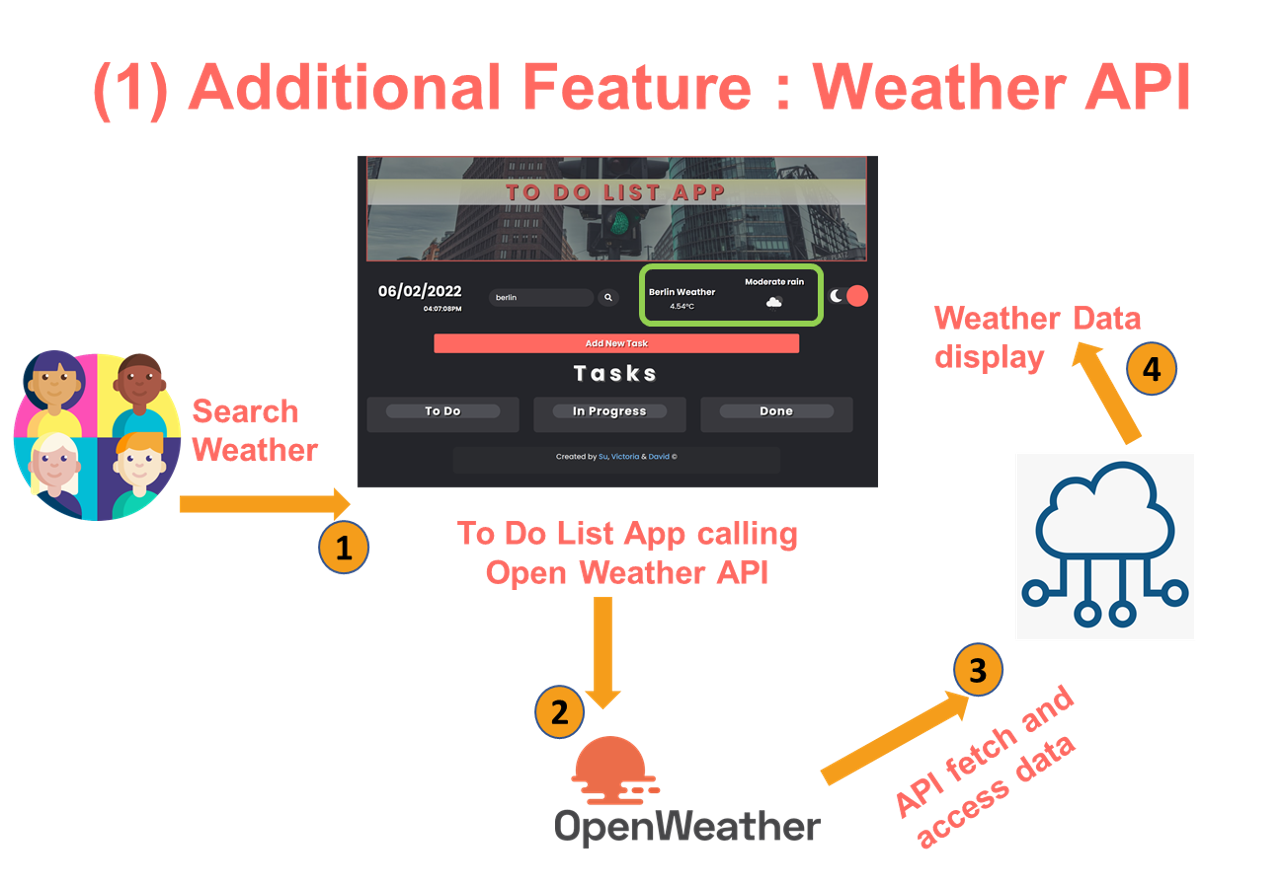 (1) Additional Feature : Weather API
TO DO LIST APP
06/02/2022
04:07:08PM
berlin
Berlin Weather
4.54°C
Moderate rain
Add New Task
Tasks
To Do
In Progress
Done
Created by Su, Victoria & David ©
Search
Weather
1
To Do List App calling
Open Weather API
2
OpenWeather
3
API fetch and
access data
Weather Data
display
4